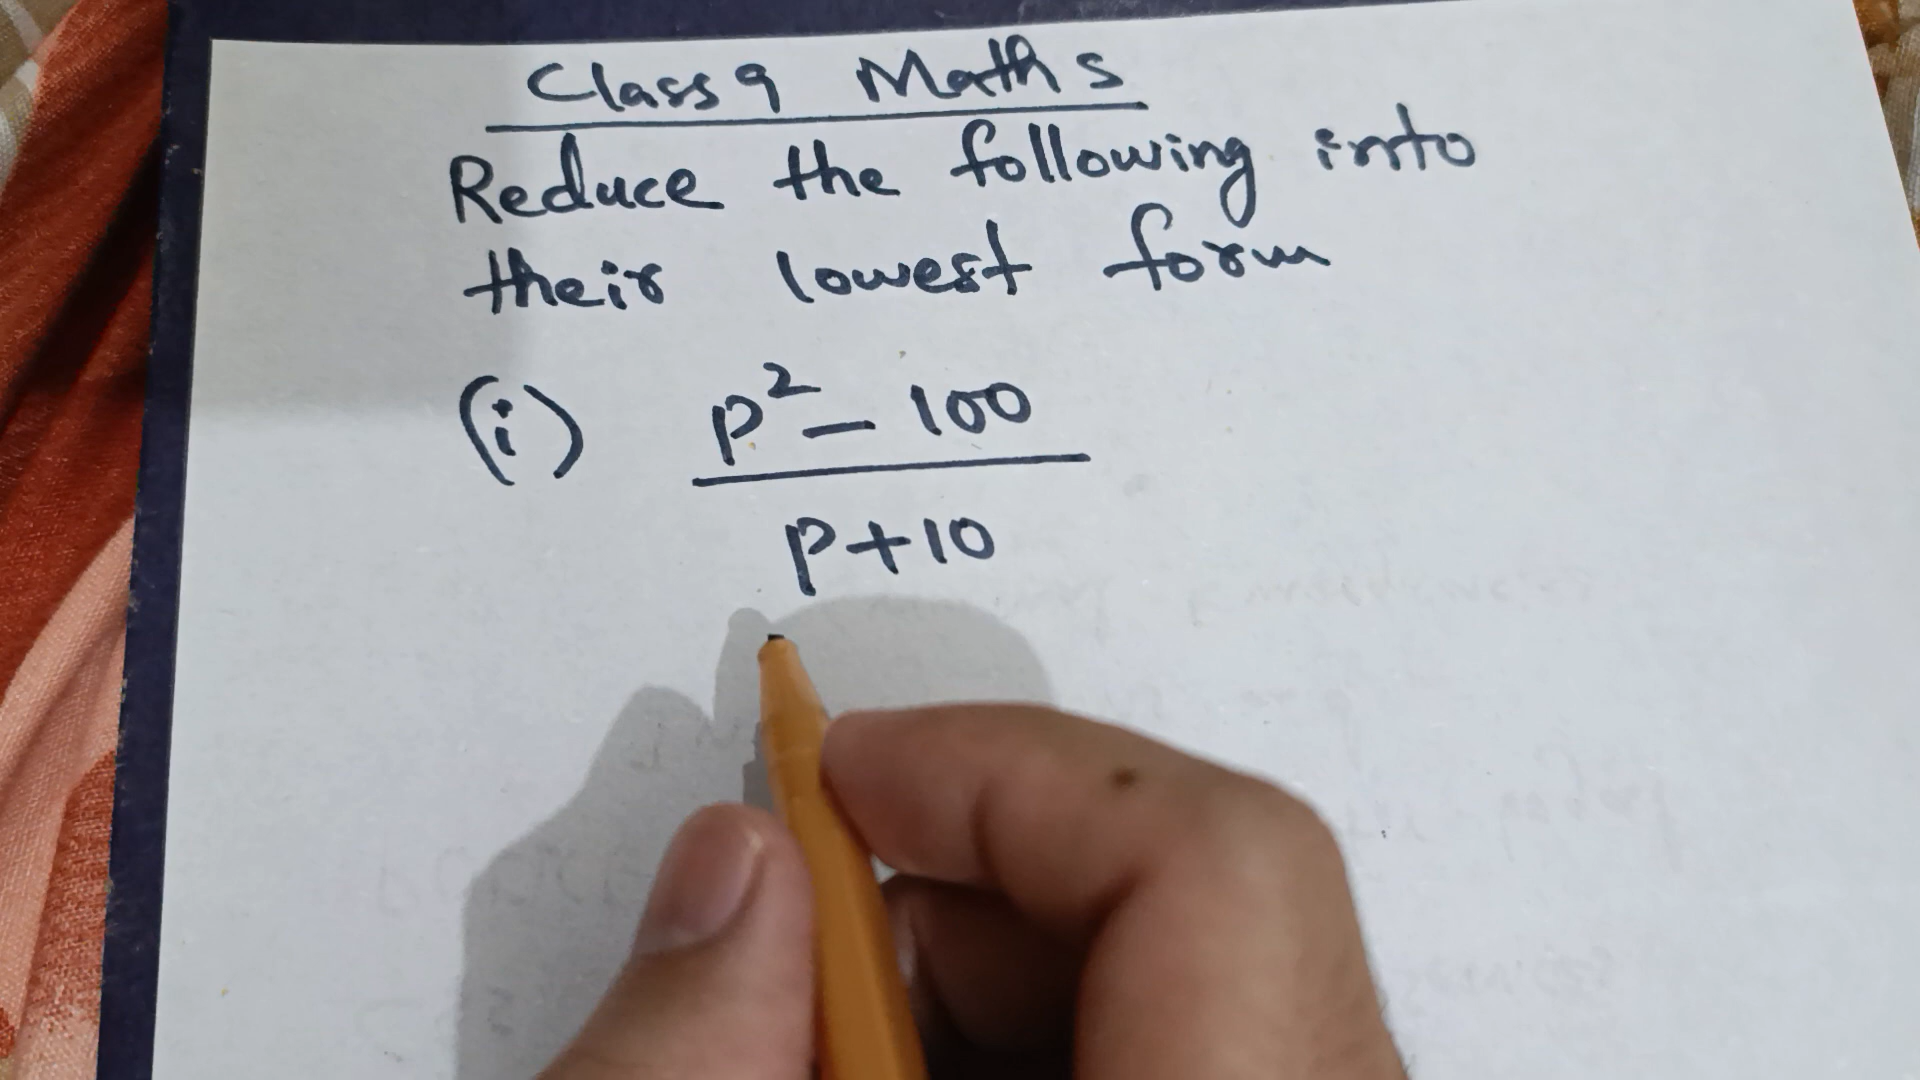 Class 9 Maths
Reduce the following into
their lowest form
(i) p² - 100
p+10